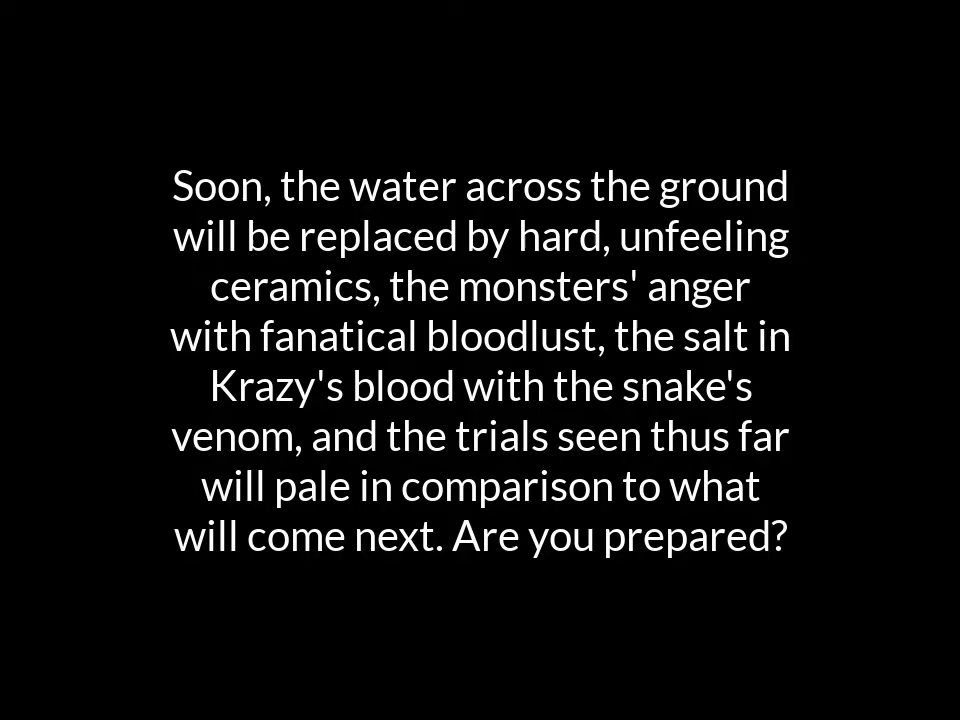 Soon, the water across the ground
will be replaced by hard, unfeeling
ceramics, the monsters' anger
with fanatical bloodlust, the salt in
Krazy's blood with the snake's
venom, and the trials seen thus far
will pale in comparison to what
will come next. Are you prepared?